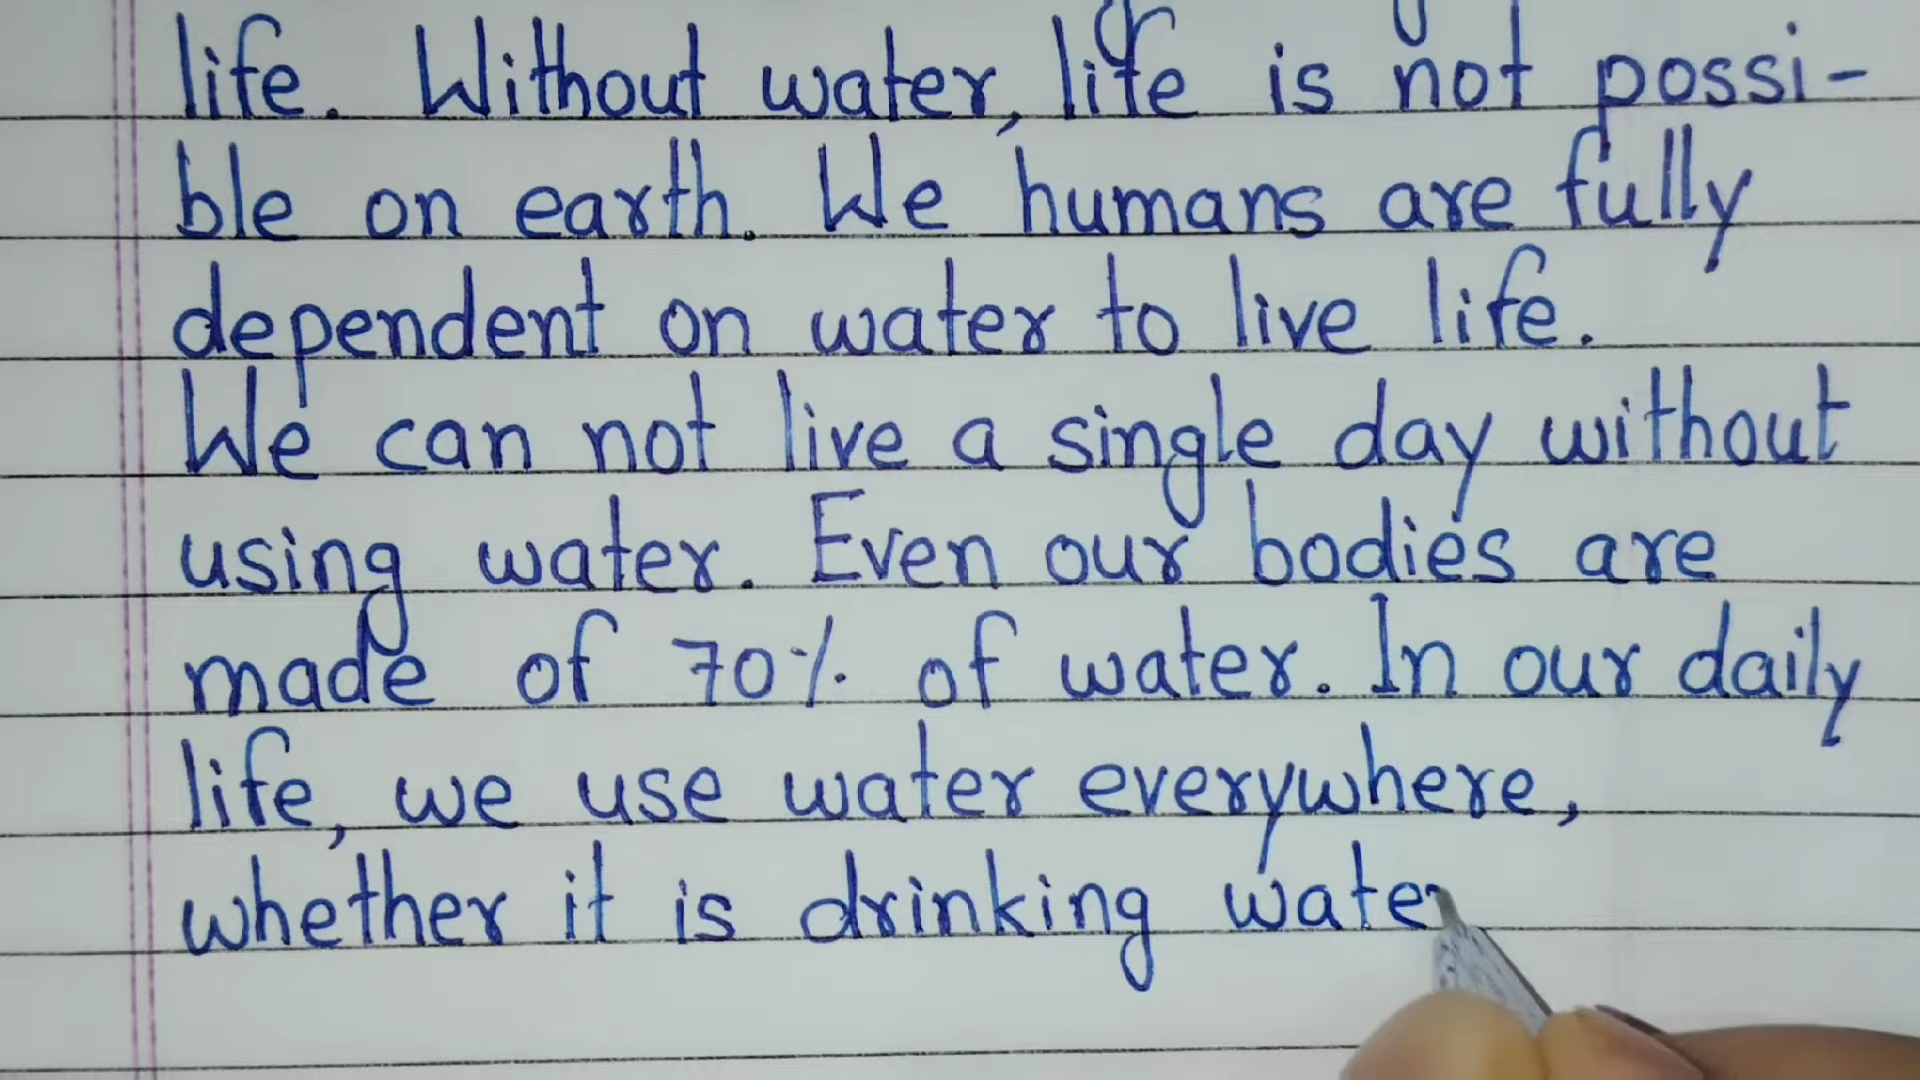 life. Without water, life is not possi-
ble on earth. We humans are fully
dependent on water to live life.
We can not live a single day without
using water. Even our bodies are
made of 70% of water. In our daily
life, we use water everywhere,
whether it is drinking water